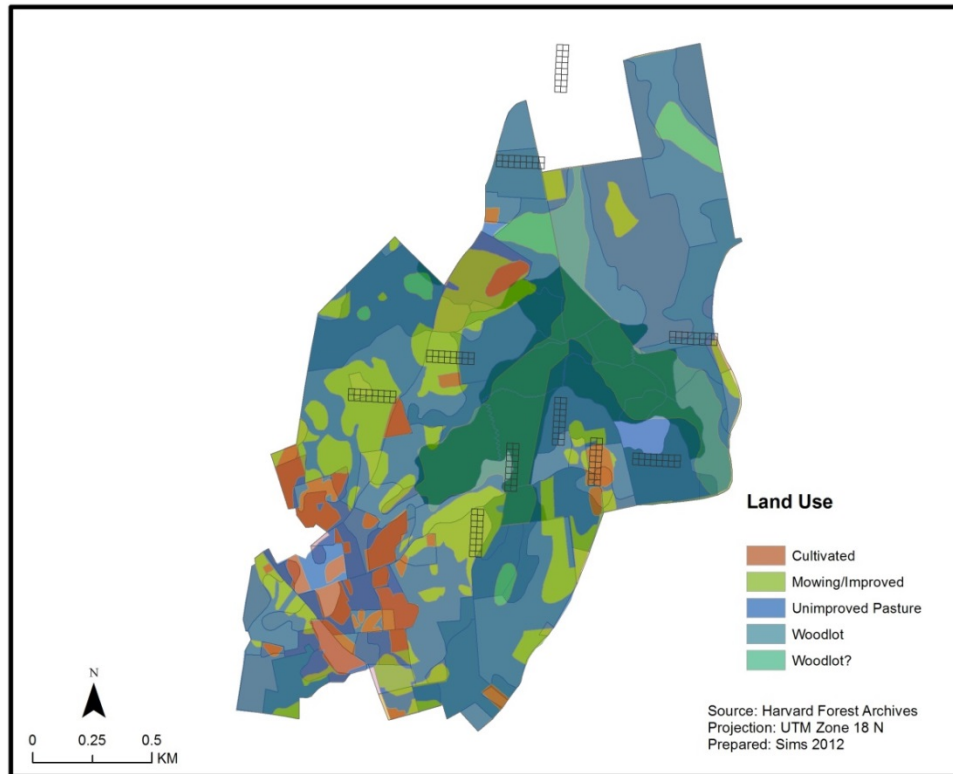 Land Use
Cultivated
Mowing/Improved
Unimproved Pasture
Woodlot
Woodlot?
N
0 0.25 0.5
KM
Source: Harvard Forest Archives
Projection: UTM Zone 18 N
Prepared: Sims 2012